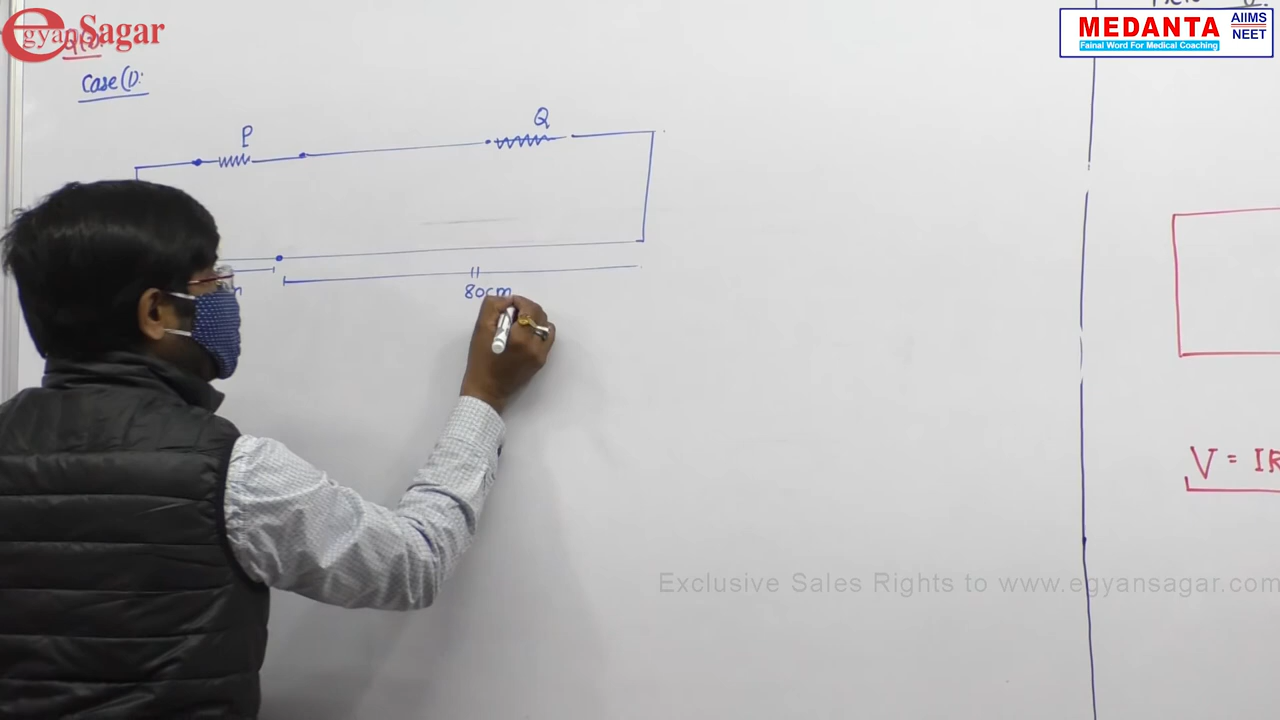 egyanSagar
Case(1):
P
Q
80cm
V = IR
MEDANTA
Fainal Word For Medical Coaching
AIIMS
NEET
Exclusive Sales Rights to www.egyansagar.com